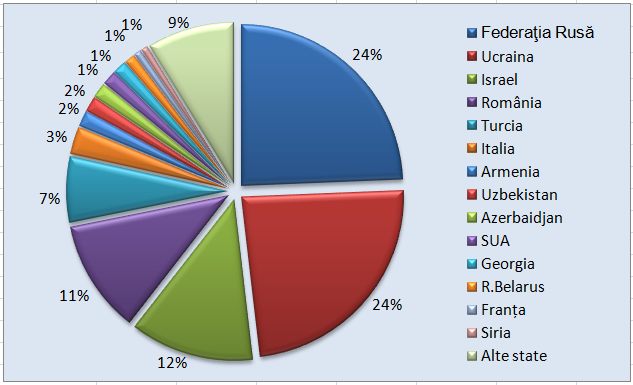 24%
24%
12%
11%
7%
3%
2%
2%
1%
1%
1%
1%
9%
Federaţia Rusă
Ucraina
Israel
România
Turcia
Italia
Armenia
Uzbekistan
Azerbaidjan
SUA
Georgia
R.Belarus
Franța
Siria
Alte state